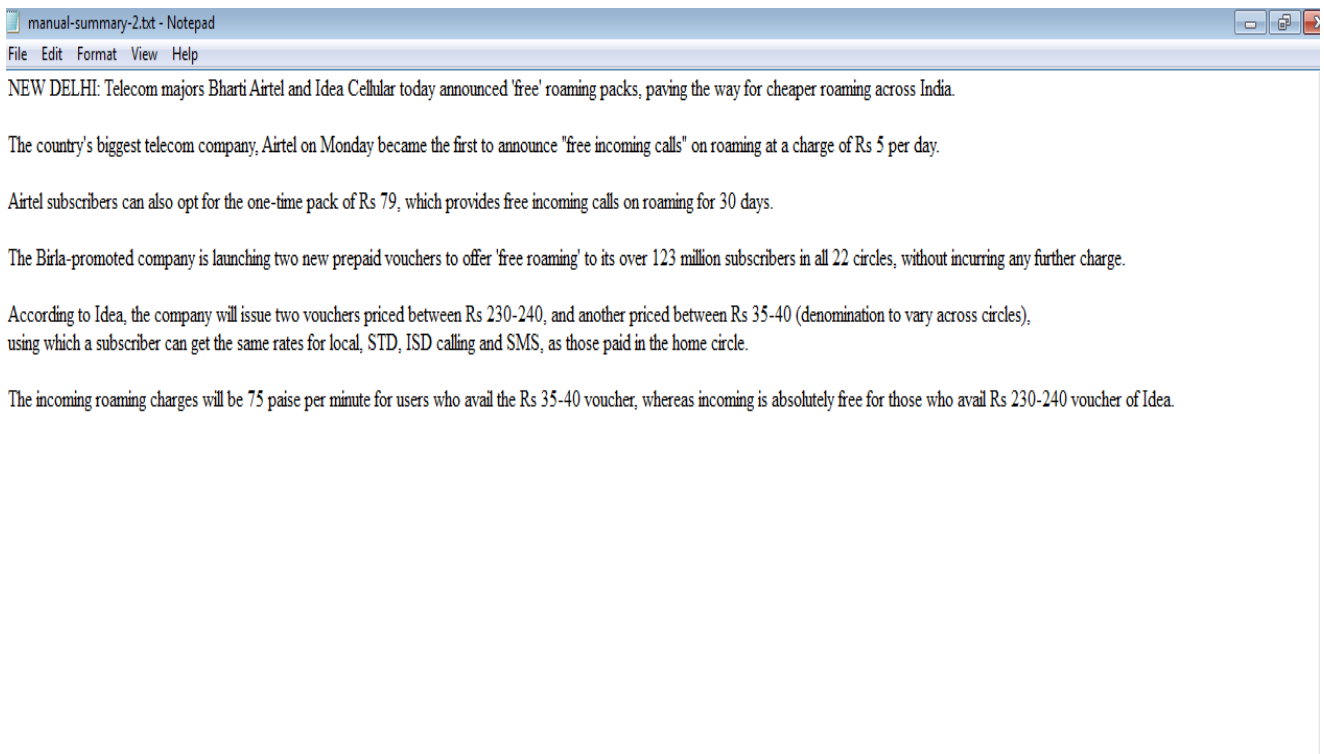 manual-summary-2.txt - Notepad
File Edit Format View Help
NEW DELHI: Telecom majors Bharti Airtel and Idea Cellular today announced 'free' roaming packs, paving the way for cheaper roaming across India.
The country's biggest telecom company, Airtel on Monday became the first to announce "free incoming calls" on roaming at a charge of Rs 5 per day.
Airtel subscribers can also opt for the one-time pack of Rs 79, which provides free incoming calls on roaming for 30 days.
The Birla-promoted company is launching two new prepaid vouchers to offer 'free roaming' to its over 123 million subscribers in all 22 circles, without incurring any further charge.
According to Idea, the company will issue two vouchers priced between Rs 230-240, and another priced between Rs 35-40 (denomination to vary across circles),
using which a subscriber can get the same rates for local, STD, ISD calling and SMS, as those paid in the home circle.
The incoming roaming charges will be 75 paise per minute for users who avail the Rs 35-40 voucher, whereas incoming is absolutely free for those who avail Rs 230-240 voucher of Idea.